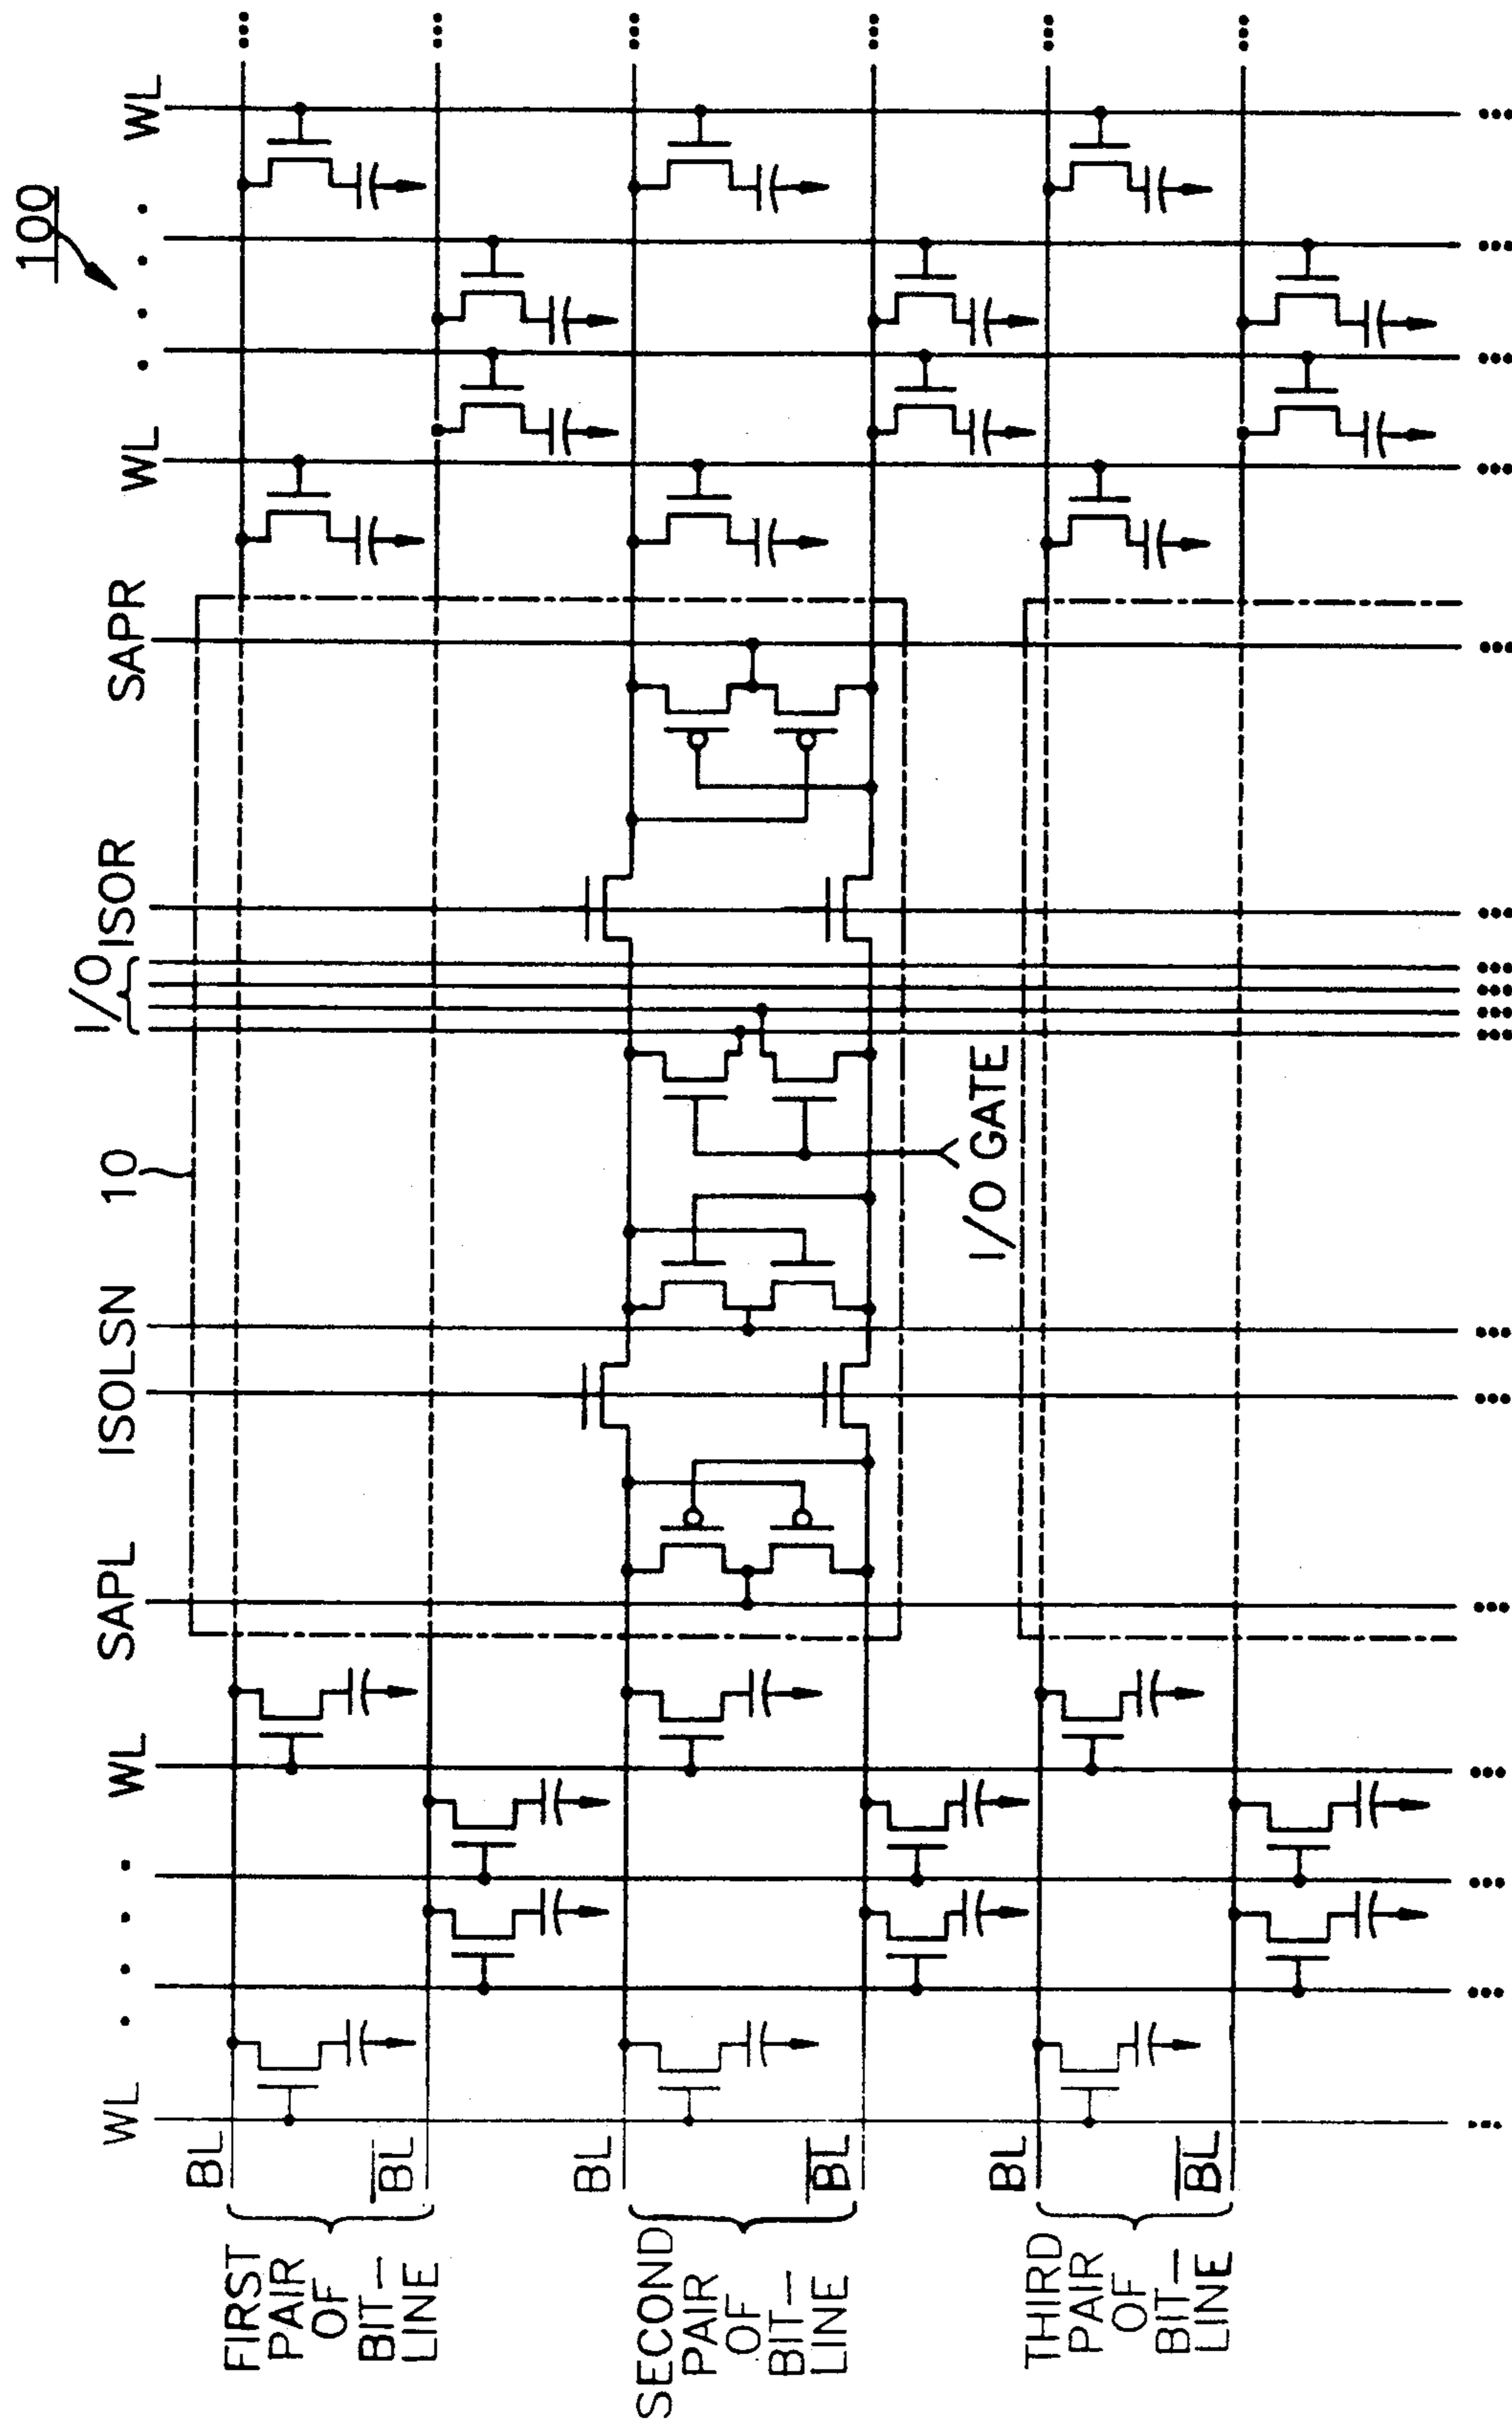 100
WL
WL
SAPR
ISOR
I/O
10
I/O GATE
ISOLSN
SAPL
WL
WL
BL
BL
BL
BL
BL
BL
FIRST
PAIR
OF
BIT—
LINE
SECOND
PAIR
OF
BIT—
LINE
THIRD
PAIR
OF
BIT—
LINE